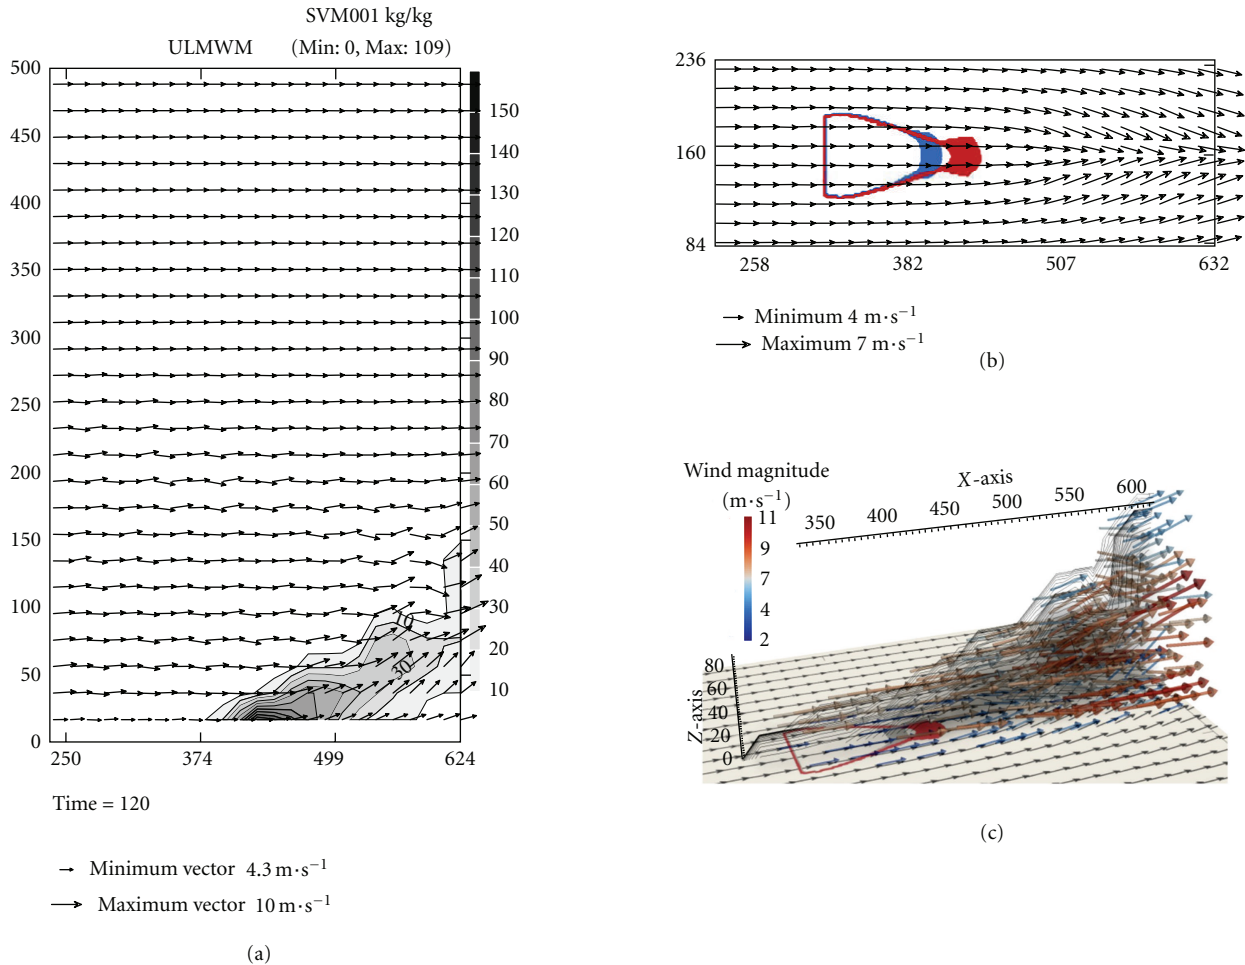 SVM001 kg/kg
ULMWM (Min: 0, Max: 109)
500
450
400
350
300
250
200
150
100
50
0
250 374 499 624
150
140
130
120
110
100
90
80
70
60
50
40
30
20
10
10
30
Time = 120
Minimum vector 4.3 m·s⁻¹
Maximum vector 10 m·s⁻¹
(a)
236
160
84
258 382 507 632
Minimum 4 m·s⁻¹
Maximum 7 m·s⁻¹
(b)
Wind magnitude
(m·s⁻¹)
11
9
7
4
2
X-axis
350 400 450 500 550 600
Z-axis
80
60
40
20
0
(c)